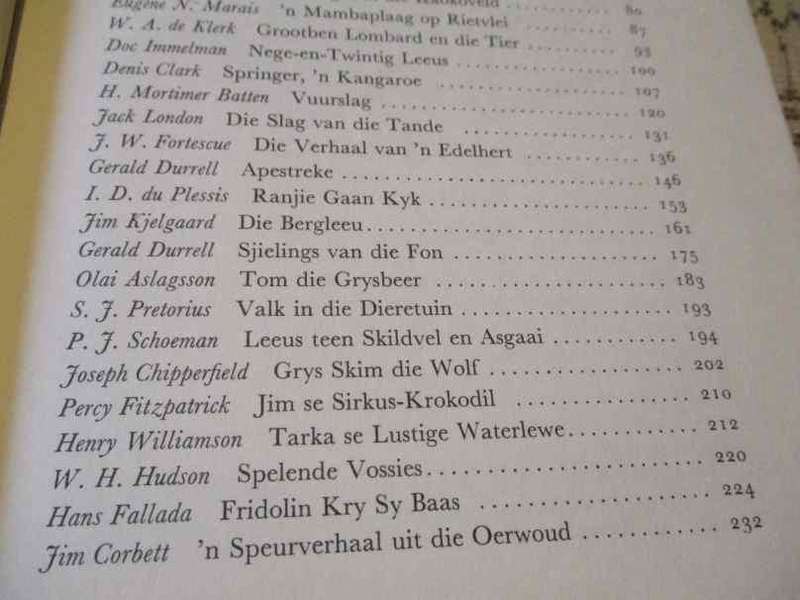 Kaokoveld
Eugène N. Marais 'n Mambaplaag op Rietvlei ........ 80
W. A. de Klerk Grootben Lombard en die Tier ........ 87
Doc Immelman Nege-en-Twintig Leeus ........ 95
Denis Clark Springer, 'n Kangaroe ........ 100
H. Mortimer Batten Vuurslag ........ 107
Jack London Die Slag van die Tande ........ 120
J. W. Fortescue Die Verhaal van 'n Edelhert ........ 131
Gerald Durrell Apestreke ........ 136
I. D. du Plessis Ranjie Gaan Kyk ........ 146
Jim Kjelgaard Die Bergleeu ........ 153
Gerald Durrell Sjielings van die Fon ........ 161
Olai Aslagsson Tom die Grysbeer ........ 175
S. J. Pretorius Valk in die Dieretuin ........ 183
P. J. Schoeman Leeus teen Skildvel en Asgaai ........ 193
Joseph Chipperfield Grys Skim die Wolf ........ 194
Percy Fitzpatrick Jim se Sirkus-Krokodil ........ 202
Henry Williamson Tarka se Lustige Waterlewe ........ 210
W. H. Hudson Spelende Vossies ........ 212
Hans Fallada Fridolin Kry Sy Baas ........ 220
Jim Corbett 'n Speurverhaal uit die Oerwoud ........ 224
232